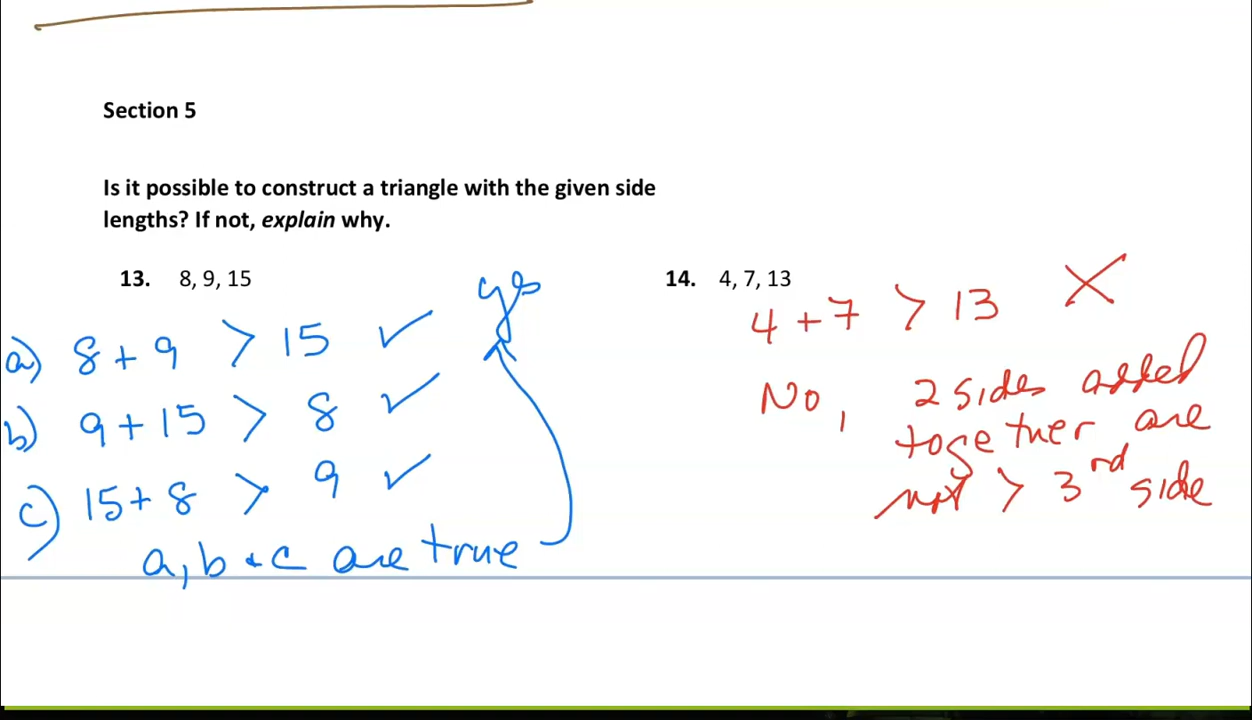 Section 5
Is it possible to construct a triangle with the given side
lengths? If not, explain why.
13. 8, 9, 15
yes
a) 8 + 9 > 15 ✓
b) 9 + 15 > 8 ✓
c) 15 + 8 > 9 ✓
a, b + c are true
14. 4, 7, 13
4 + 7 > 13 X
No, 2 sides added
together are
not > 3rd side